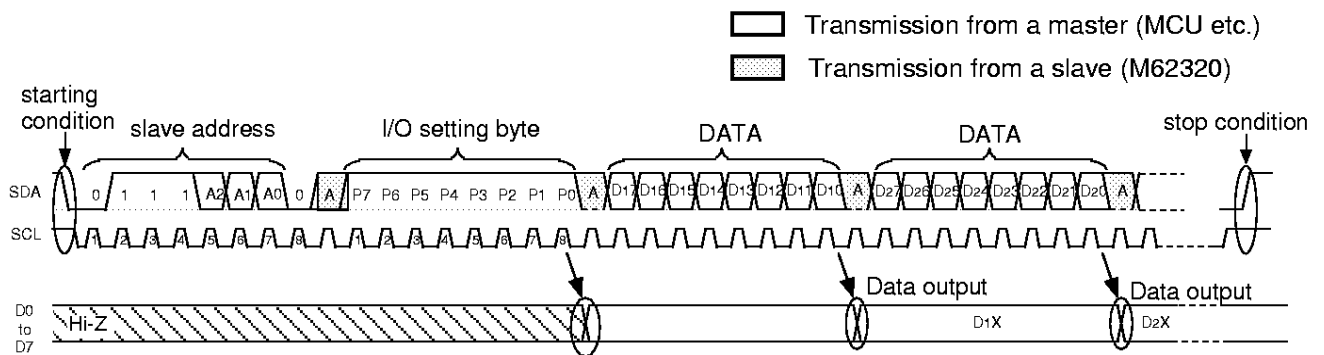 Transmission from a master (MCU etc.)
Transmission from a slave (M62320)
starting
condition
slave address
I/O setting byte
DATA
DATA
stop condition
SDA
0 1 1 1 A2 A1 A0 0 A P7 P6 P5 P4 P3 P2 P1 P0 A D17 D16 D15 D14 D13 D12 D11 D10 A D27 D26 D25 D24 D23 D22 D21 D20 A
SCL
1 2 3 4 5 6 7 8 1 2 3 4 5 6 7 8
Data output
Data output
D0
to
D7
Hi-Z
D1X
D2X